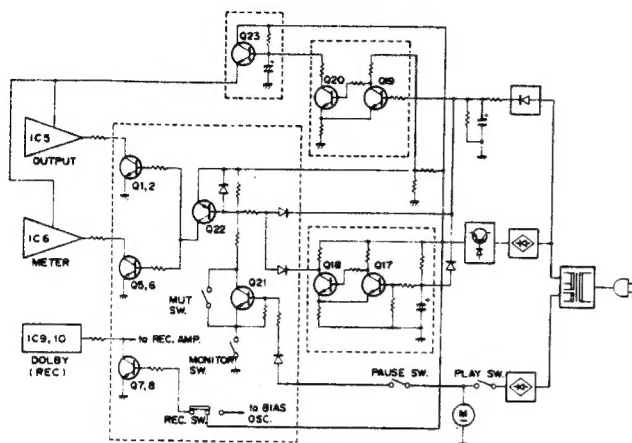 Q23
Q20
Q19
IC5
OUTPUT
Q1,2
Q22
IC6
METER
Q5,6
Q18
Q17
Q21
MUT
SW.
IC9,10
DOLBY
(REC)
to REC. AMP.
MONITOR
SW.
Q7,8
PAUSE SW.
PLAY SW.
REC. SW.
to BIAS
OSC.
M